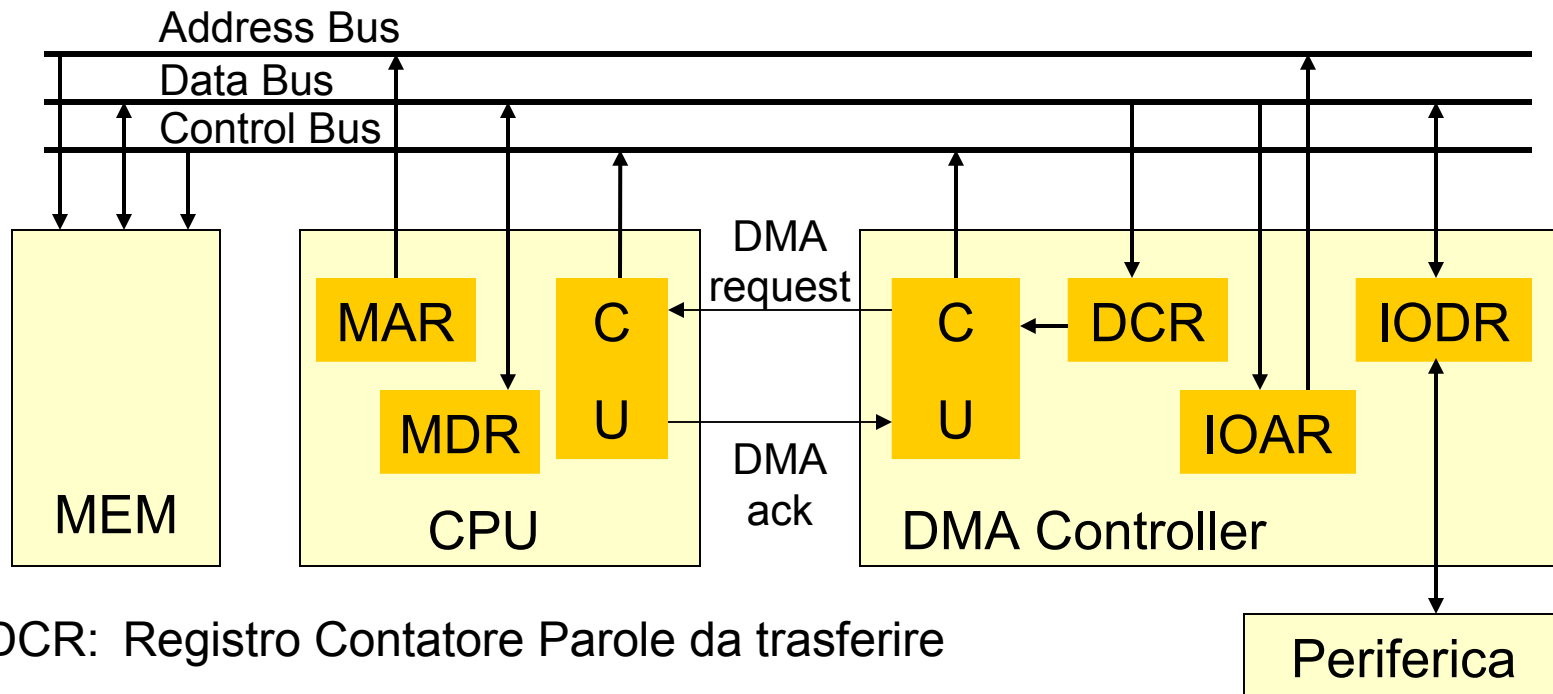 Address Bus
Data Bus
Control Bus
DMA
request
MAR
C
U
MDR
C
U
DCR
IODR
IOAR
DMA
ack
MEM
CPU
DMA Controller
DCR: Registro Contatore Parole da trasferire
Periferica